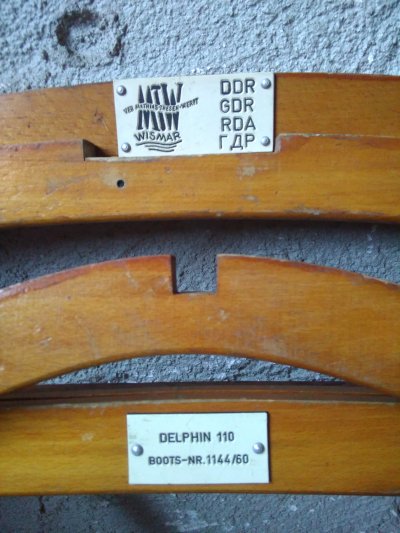 VEB MATHIAS-THESEN-WERFT
MTW
WISMAR
DDR
GDR
RDA
ГДР
DELPHIN 110
BOOTS-NR. 1144/60